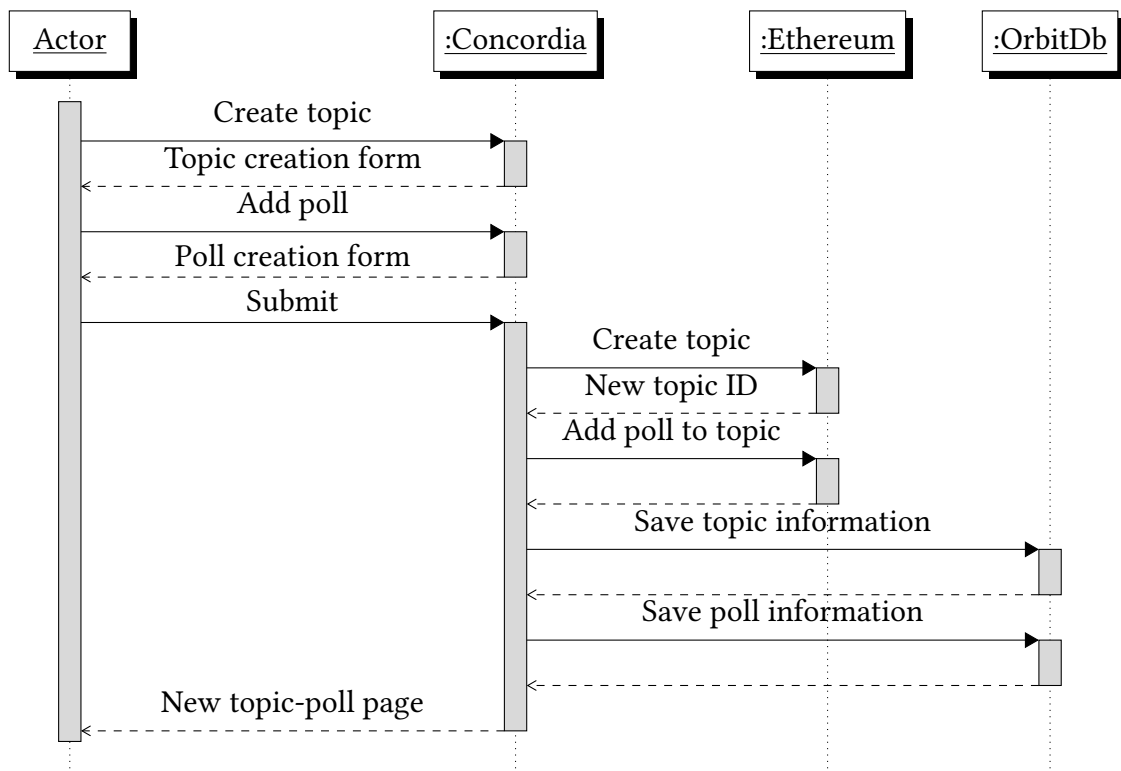 Actor
:Concordia
:Ethereum
:OrbitDb
Create topic
Topic creation form
Add poll
Poll creation form
Submit
Create topic
New topic ID
Add poll to topic
Save topic information
Save poll information
New topic-poll page